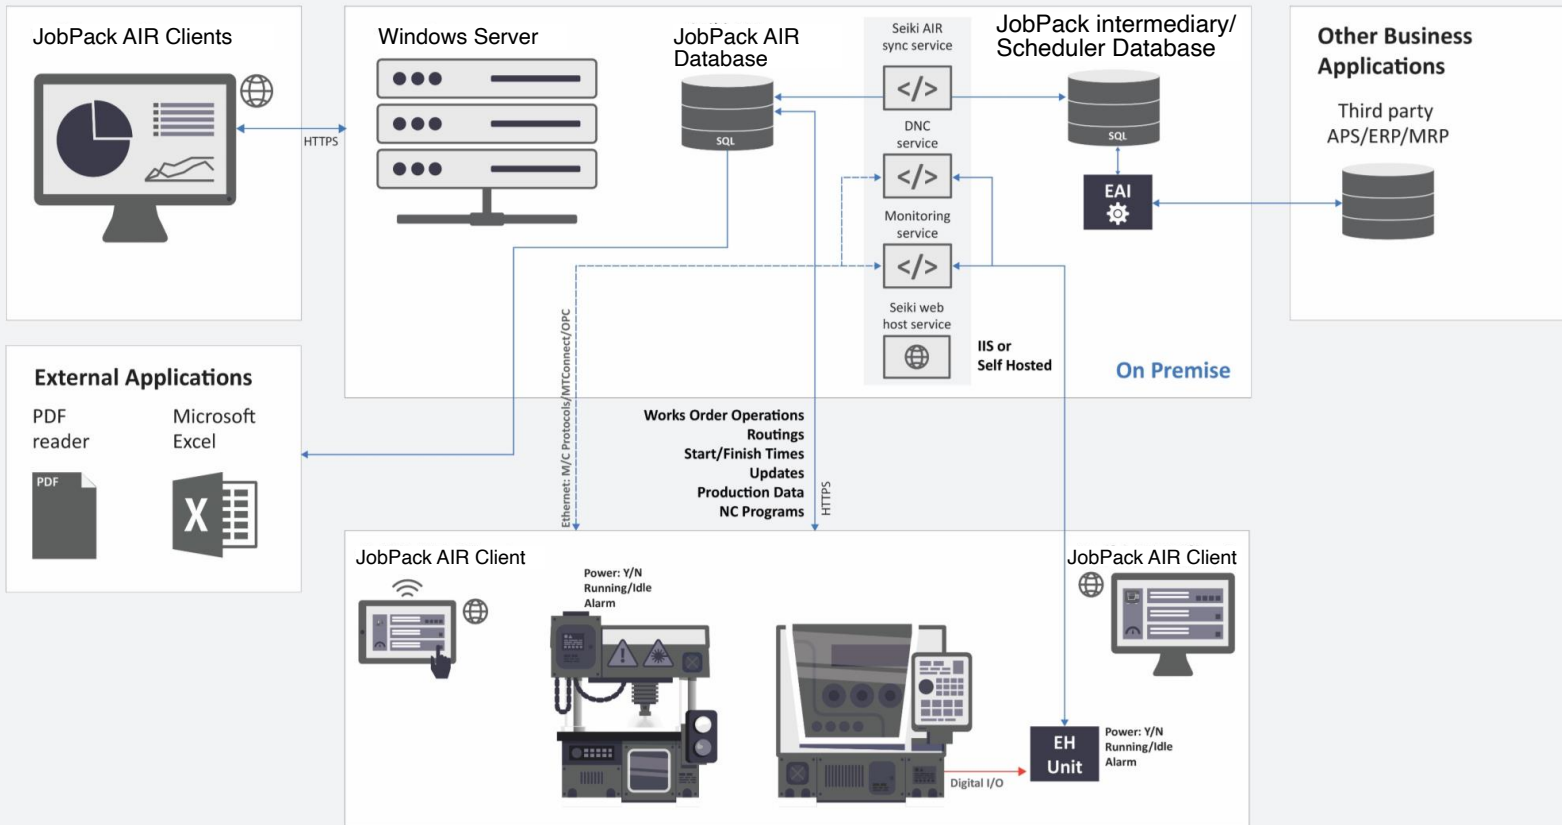 JobPack AIR Clients
HTTPS
Windows Server
JobPack AIR
Database
SQL
Seiki AIR
sync service
</>
DNC
service
</>
Monitoring
service
</>
Seiki web
host service
IIS or
Self Hosted
JobPack intermediary/
Scheduler Database
SQL
EAI
On Premise
Other Business
Applications
Third party
APS/ERP/MRP
External Applications
PDF
reader
Microsoft
Excel
PDF
X
Ethernet: M/C Protocols/MTConnect/OPC
Works Order Operations
Routings
Start/Finish Times
Updates
Production Data
NC Programs
HTTPS
JobPack AIR Client
Power: Y/N
Running/Idle
Alarm
JobPack AIR Client
EH
Unit
Power: Y/N
Running/Idle
Alarm
Digital I/O